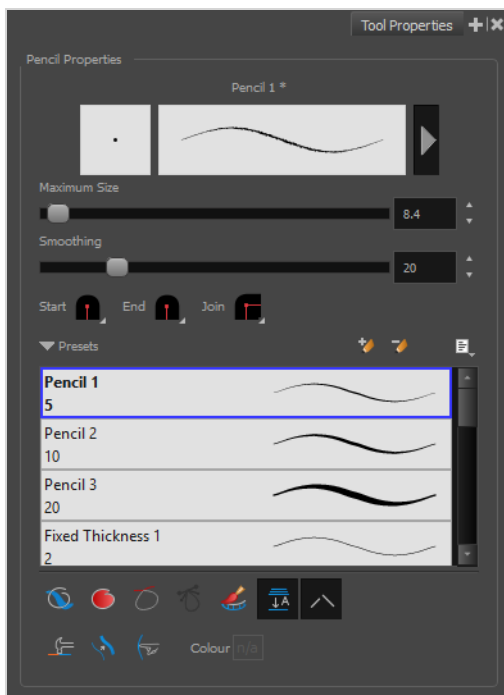 Tool Properties
Pencil Properties
Pencil 1 *
Maximum Size
8.4
Smoothing
20
Start End Join
Presets
Pencil 1
5
Pencil 2
10
Pencil 3
20
Fixed Thickness 1
2
A
Colour n/a